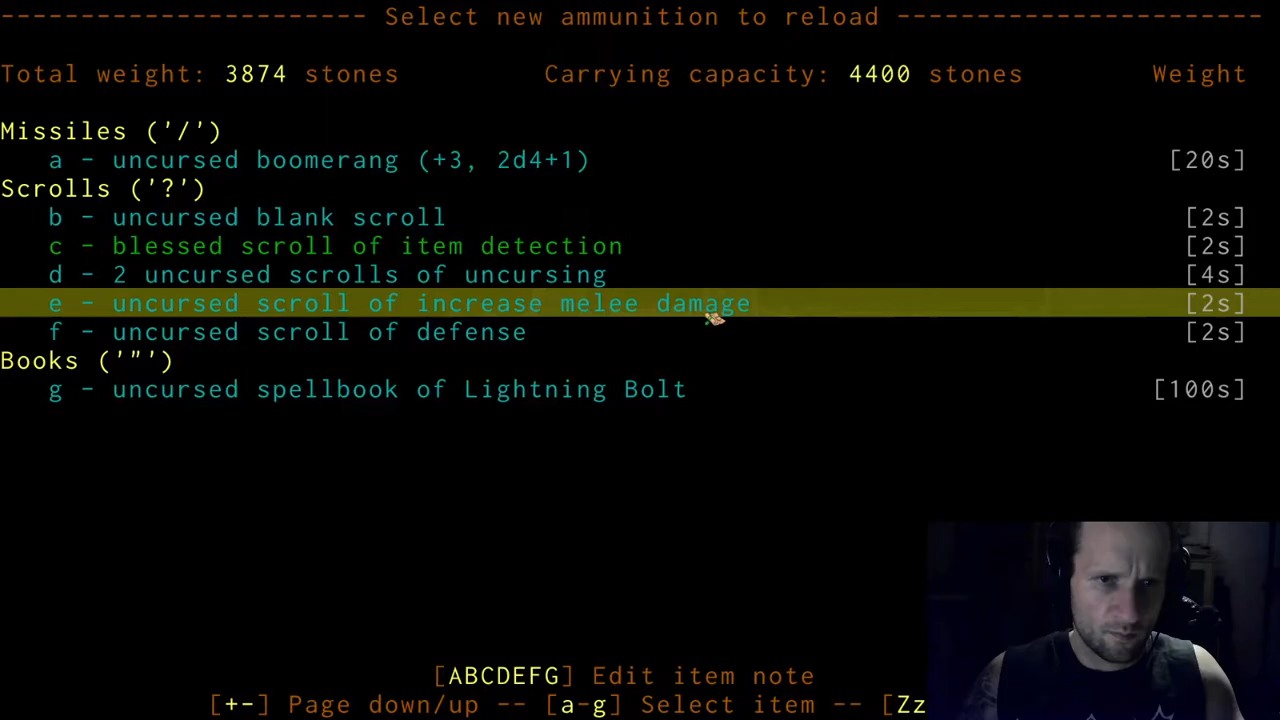 Select new ammunition to reload
Total weight: 3874 stones Carrying capacity: 4400 stones Weight
Missiles ('/')
a - uncursed boomerang (+3, 2d4+1) [20s]
Scrolls ('?')
b - uncursed blank scroll [2s]
c - blessed scroll of item detection [2s]
d - 2 uncursed scrolls of uncursing [4s]
e - uncursed scroll of increase melee damage [2s]
f - uncursed scroll of defense [2s]
Books ('"')
g - uncursed spellbook of Lightning Bolt [100s]
[ABCDEFG] Edit item note
[+-] Page down/up -- [a-g] Select item -- [Zz